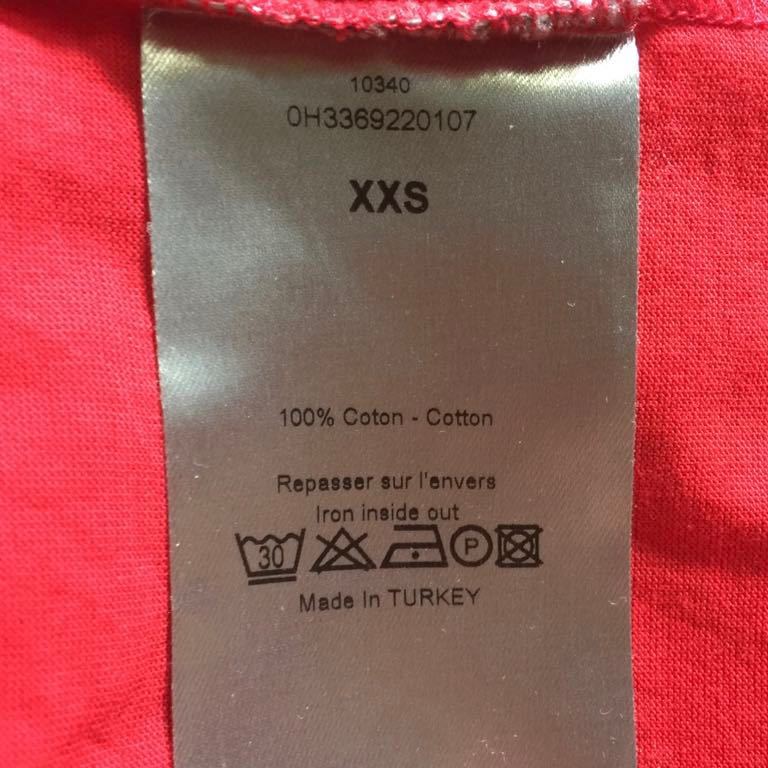 10340
0H3369220107
XXS
100% Coton - Cotton
Repasser sur l'envers
Iron inside out
30 P
Made In TURKEY